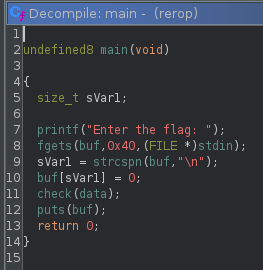 Decompile: main - (rerop)
1
2 undefined8 main(void)
3
4 {
5 size_t sVar1;
6
7 printf("Enter the flag: ");
8 fgets(buf,0x40,(FILE *)stdin);
9 sVar1 = strcspn(buf,"\n");
10 buf[sVar1] = 0;
11 check(data);
12 puts(buf);
13 return 0;
14 }
15